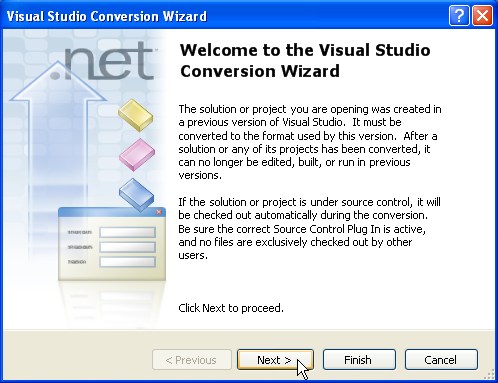 Visual Studio Conversion Wizard
.net
Welcome to the Visual Studio
Conversion Wizard
The solution or project you are opening was created in
a previous version of Visual Studio. It must be
converted to the format used by this version. After a
solution or any of its projects has been converted, it
can no longer be edited, built, or run in previous
versions.
If the solution or project is under source control, it will
be checked out automatically during the conversion.
Be sure the correct Source Control Plug In is active,
and no files are exclusively checked out by other
users.
Click Next to proceed.
< Previous
Next >
Finish
Cancel